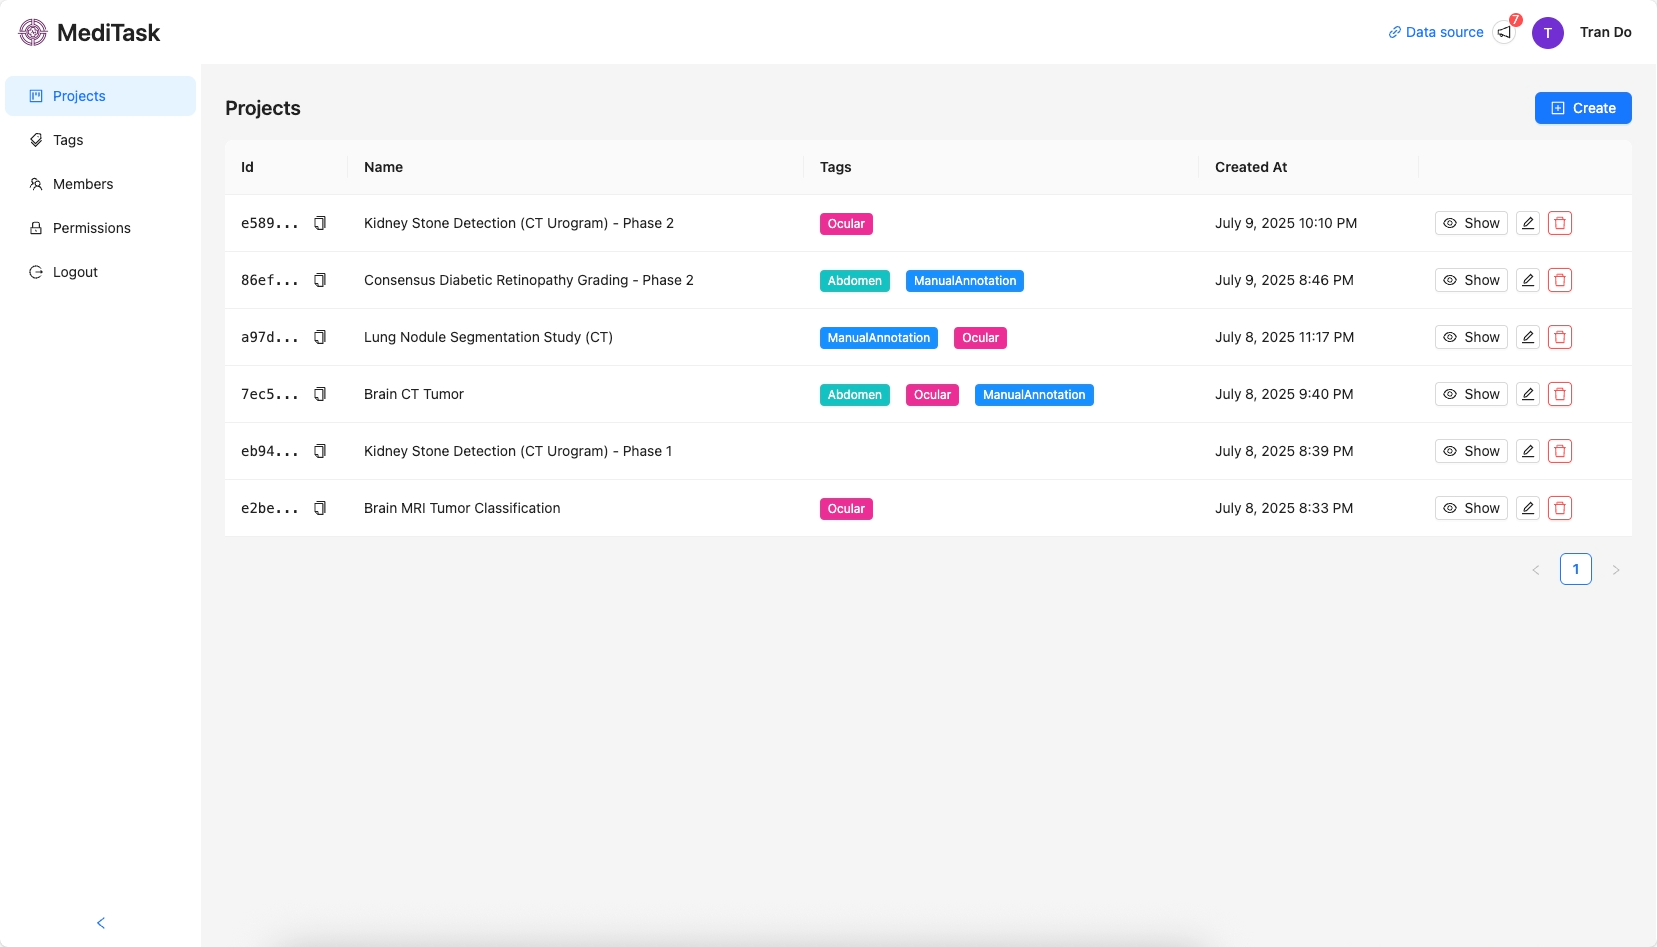 MediTask
Data source
7
T
Tran Do
Projects
Tags
Members
Permissions
Logout
Projects
Create
Id Name Tags Created At
e589... Kidney Stone Detection (CT Urogram) - Phase 2 Ocular July 9, 2025 10:10 PM Show
86ef... Consensus Diabetic Retinopathy Grading - Phase 2 Abdomen ManualAnnotation July 9, 2025 8:46 PM Show
a97d... Lung Nodule Segmentation Study (CT) ManualAnnotation Ocular July 8, 2025 11:17 PM Show
7ec5... Brain CT Tumor Abdomen Ocular ManualAnnotation July 8, 2025 9:40 PM Show
eb94... Kidney Stone Detection (CT Urogram) - Phase 1 July 8, 2025 8:39 PM Show
e2be... Brain MRI Tumor Classification Ocular July 8, 2025 8:33 PM Show
1